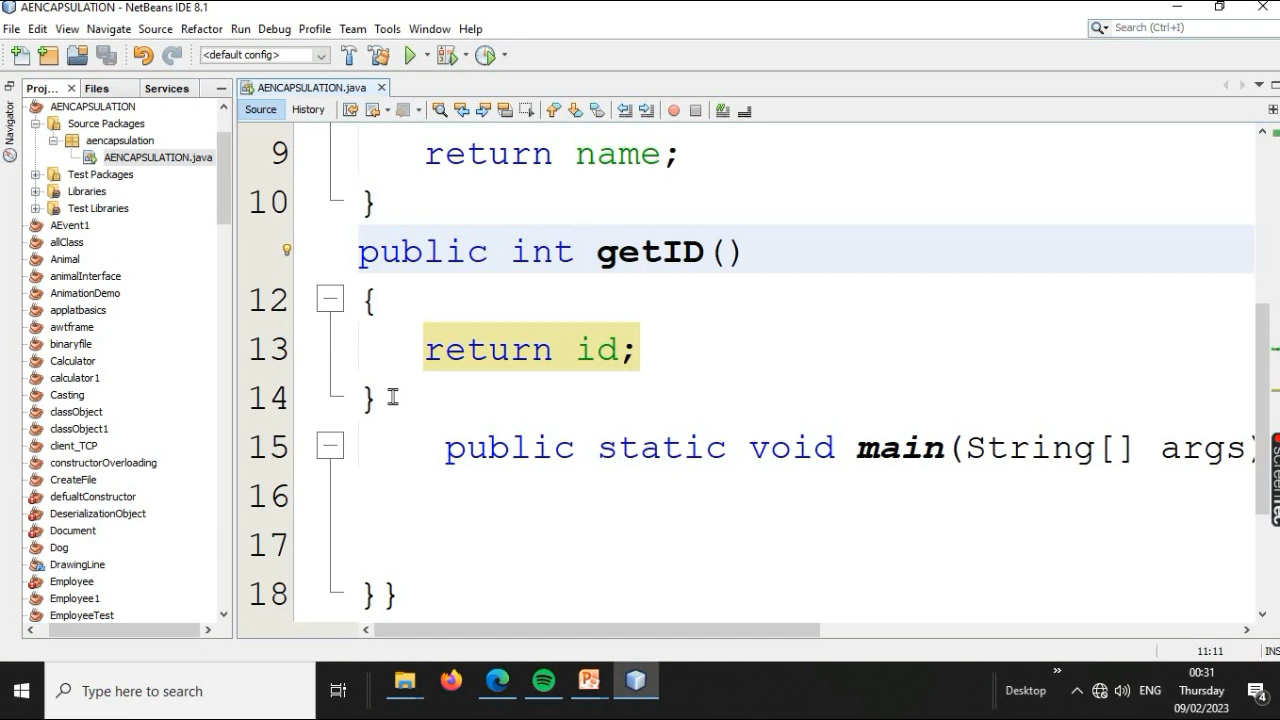 AENCAPSULATION - NetBeans IDE 8.1
File Edit View Navigate Source Refactor Run Debug Profile Team Tools Window Help
Search (Ctrl+I)
<default config>
Proj... Files Services
AENCAPSULATION.java
Source History
Navigator
AENCAPSULATION
Source Packages
aencapsulation
AENCAPSULATION.java
Test Packages
Libraries
Test Libraries
AEvent1
allClass
Animal
animalInterface
AnimationDemo
applatbasics
awtframe
binaryfile
Calculator
calculator1
Casting
classObject
classObject1
client_TCP
constructorOverloading
CreateFile
defualtConstructor
DeserializationObject
Document
Dog
DrawingLine
Employee
Employee1
EmployeeTest
9 return name;
10 }
public int getID()
12 {
13 return id;
14 }
15 public static void main(String[] args)
16
17
18 }}
11:11 INS
Type here to search
Desktop
ENG
00:31
Thursday
09/02/2023
4